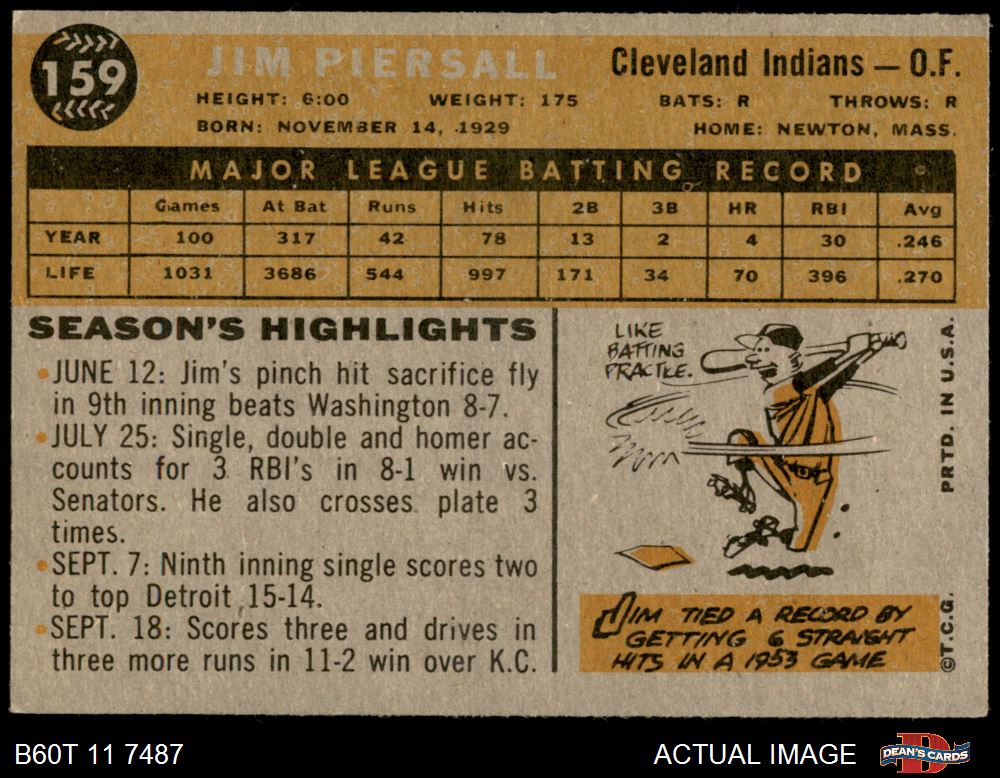 159
JIM PIERSALL
Cleveland Indians — O.F.
HEIGHT: 6:00 WEIGHT: 175 BATS: R THROWS: R
BORN: NOVEMBER 14, 1929 HOME: NEWTON, MASS.
MAJOR LEAGUE BATTING RECORD
Games At Bat Runs Hits 2B 3B HR RBI Avg
YEAR 100 317 42 78 13 2 4 30 .246
LIFE 1031 3686 544 997 171 34 70 396 .270
SEASON'S HIGHLIGHTS
•JUNE 12: Jim's pinch hit sacrifice fly
in 9th inning beats Washington 8-7.
•JULY 25: Single, double and homer ac-
counts for 3 RBI's in 8-1 win vs.
Senators. He also crosses plate 3
times.
•SEPT. 7: Ninth inning single scores two
to top Detroit 15-14.
•SEPT. 18: Scores three and drives in
three more runs in 11-2 win over K.C.
LIKE
BATTING
PRACTICE.
JIM TIED A RECORD BY
GETTING 6 STRAIGHT
HITS IN A 1953 GAME
PRTD. IN U.S.A.
©T.C.G.
B60T 11 7487
ACTUAL IMAGE
DEAN'S CARDS